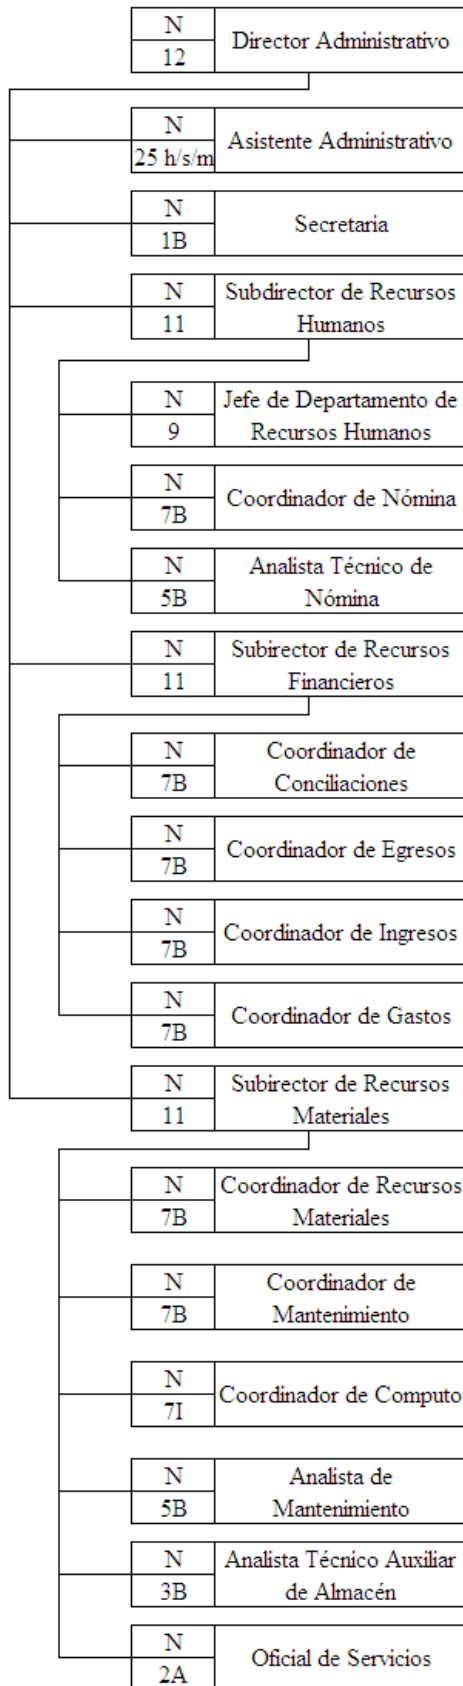 N
12
Director Administrativo
N
25 h/s/m
Asistente Administrativo
N
1B
Secretaria
N
11
Subdirector de Recursos
Humanos
N
9
Jefe de Departamento de
Recursos Humanos
N
7B
Coordinador de Nómina
N
5B
Analista Técnico de
Nómina
N
11
Subirector de Recursos
Financieros
N
7B
Coordinador de
Conciliaciones
N
7B
Coordinador de Egresos
N
7B
Coordinador de Ingresos
N
7B
Coordinador de Gastos
N
11
Subirector de Recursos
Materiales
N
7B
Coordinador de Recursos
Materiales
N
7B
Coordinador de
Mantenimiento
N
7I
Coordinador de Computo
N
5B
Analista de
Mantenimiento
N
3B
Analista Técnico Auxiliar
de Almacén
N
2A
Oficial de Servicios